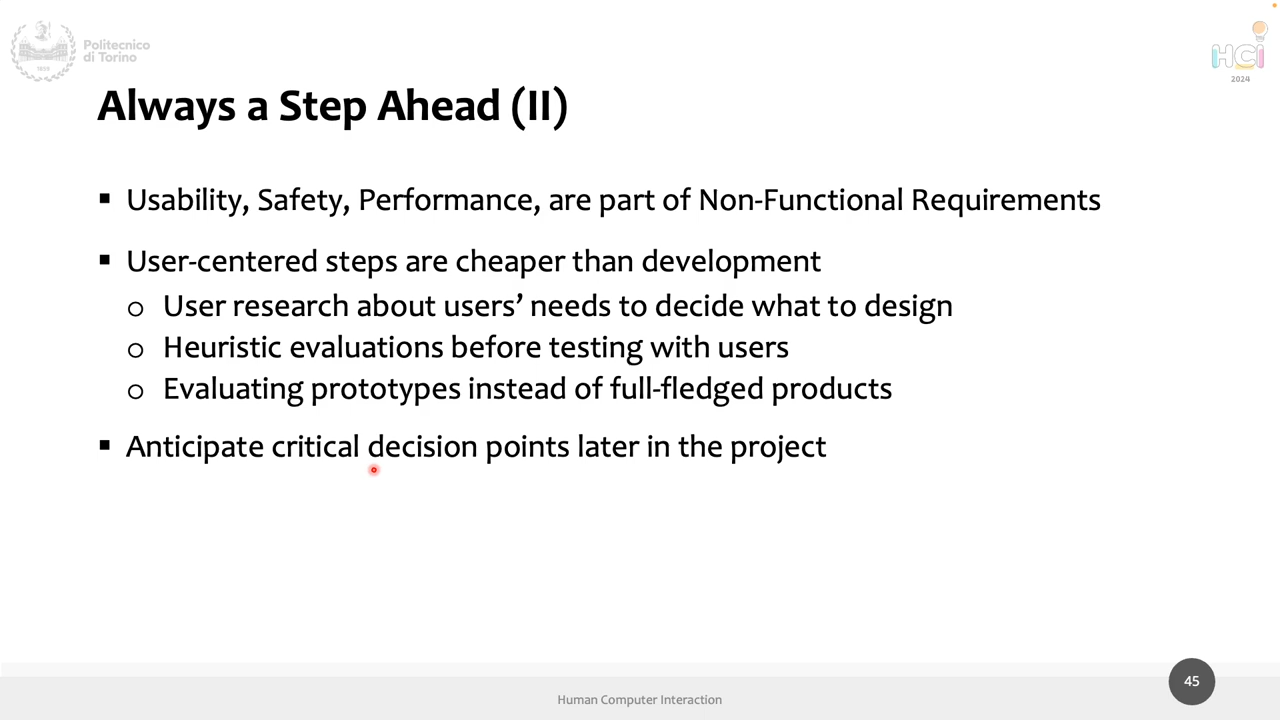 Politecnico
di Torino
1859
HCI
2024
Always a Step Ahead (II)
▪ Usability, Safety, Performance, are part of Non-Functional Requirements
▪ User-centered steps are cheaper than development
o User research about users’ needs to decide what to design
o Heuristic evaluations before testing with users
o Evaluating prototypes instead of full-fledged products
▪ Anticipate critical decision points later in the project
Human Computer Interaction
45